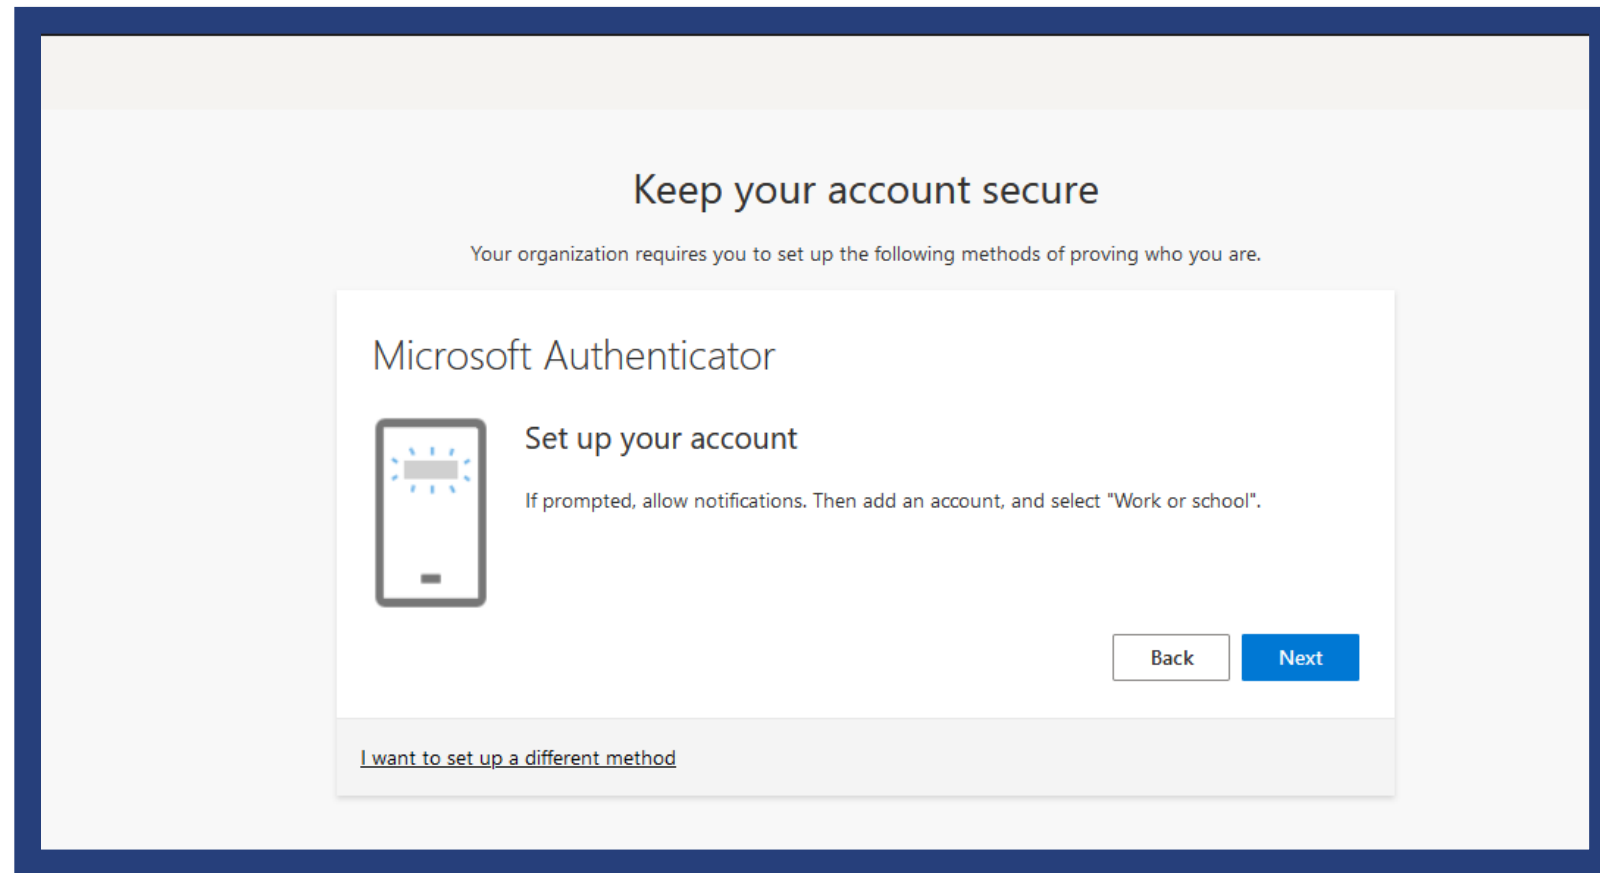 Keep your account secure
Your organization requires you to set up the following methods of proving who you are.
Microsoft Authenticator
Set up your account
If prompted, allow notifications. Then add an account, and select "Work or school".
Back
Next
I want to set up a different method